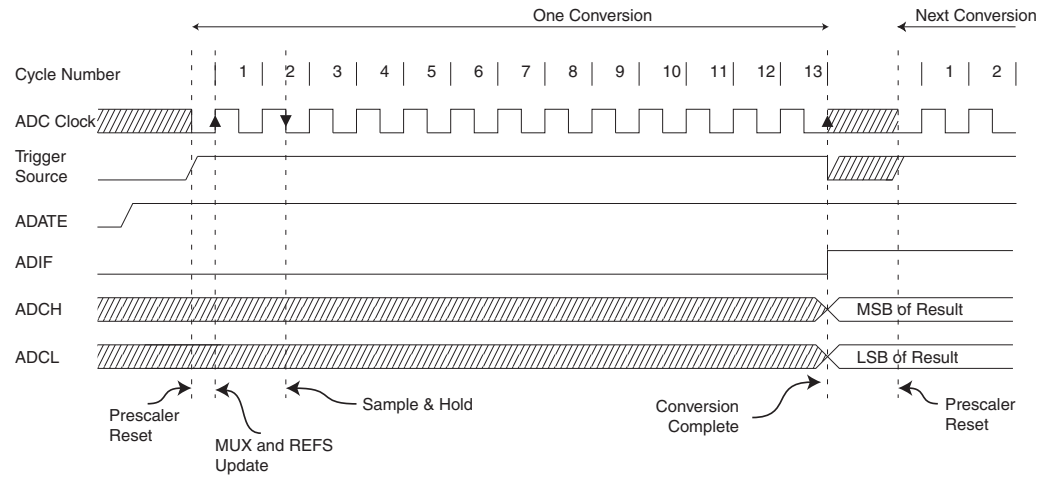 One Conversion
Next Conversion
Cycle Number 1 2 3 4 5 6 7 8 9 10 11 12 13 1 2
ADC Clock
Trigger
Source
ADATE
ADIF
ADCH
MSB of Result
ADCL
LSB of Result
Prescaler
Reset
MUX and REFS
Update
Sample & Hold
Conversion
Complete
Prescaler
Reset